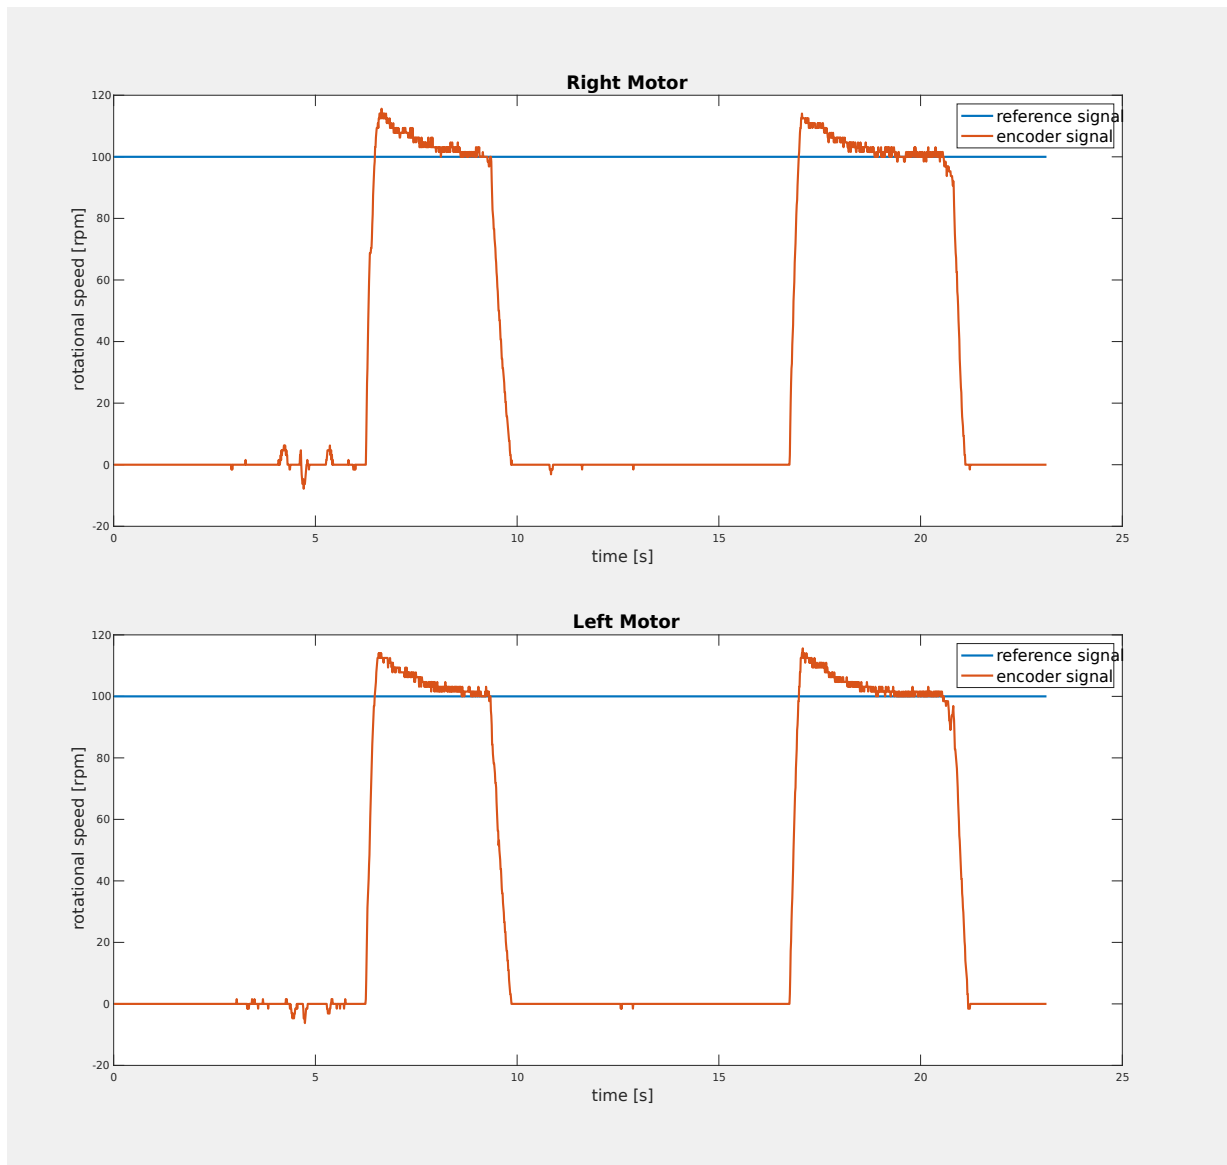 Right Motor
120
100
80
60
40
20
0
-20
rotational speed [rpm]
reference signal
encoder signal
0 5 10 15 20 25
time [s]
Left Motor
120
100
80
60
40
20
0
-20
rotational speed [rpm]
reference signal
encoder signal
0 5 10 15 20 25
time [s]